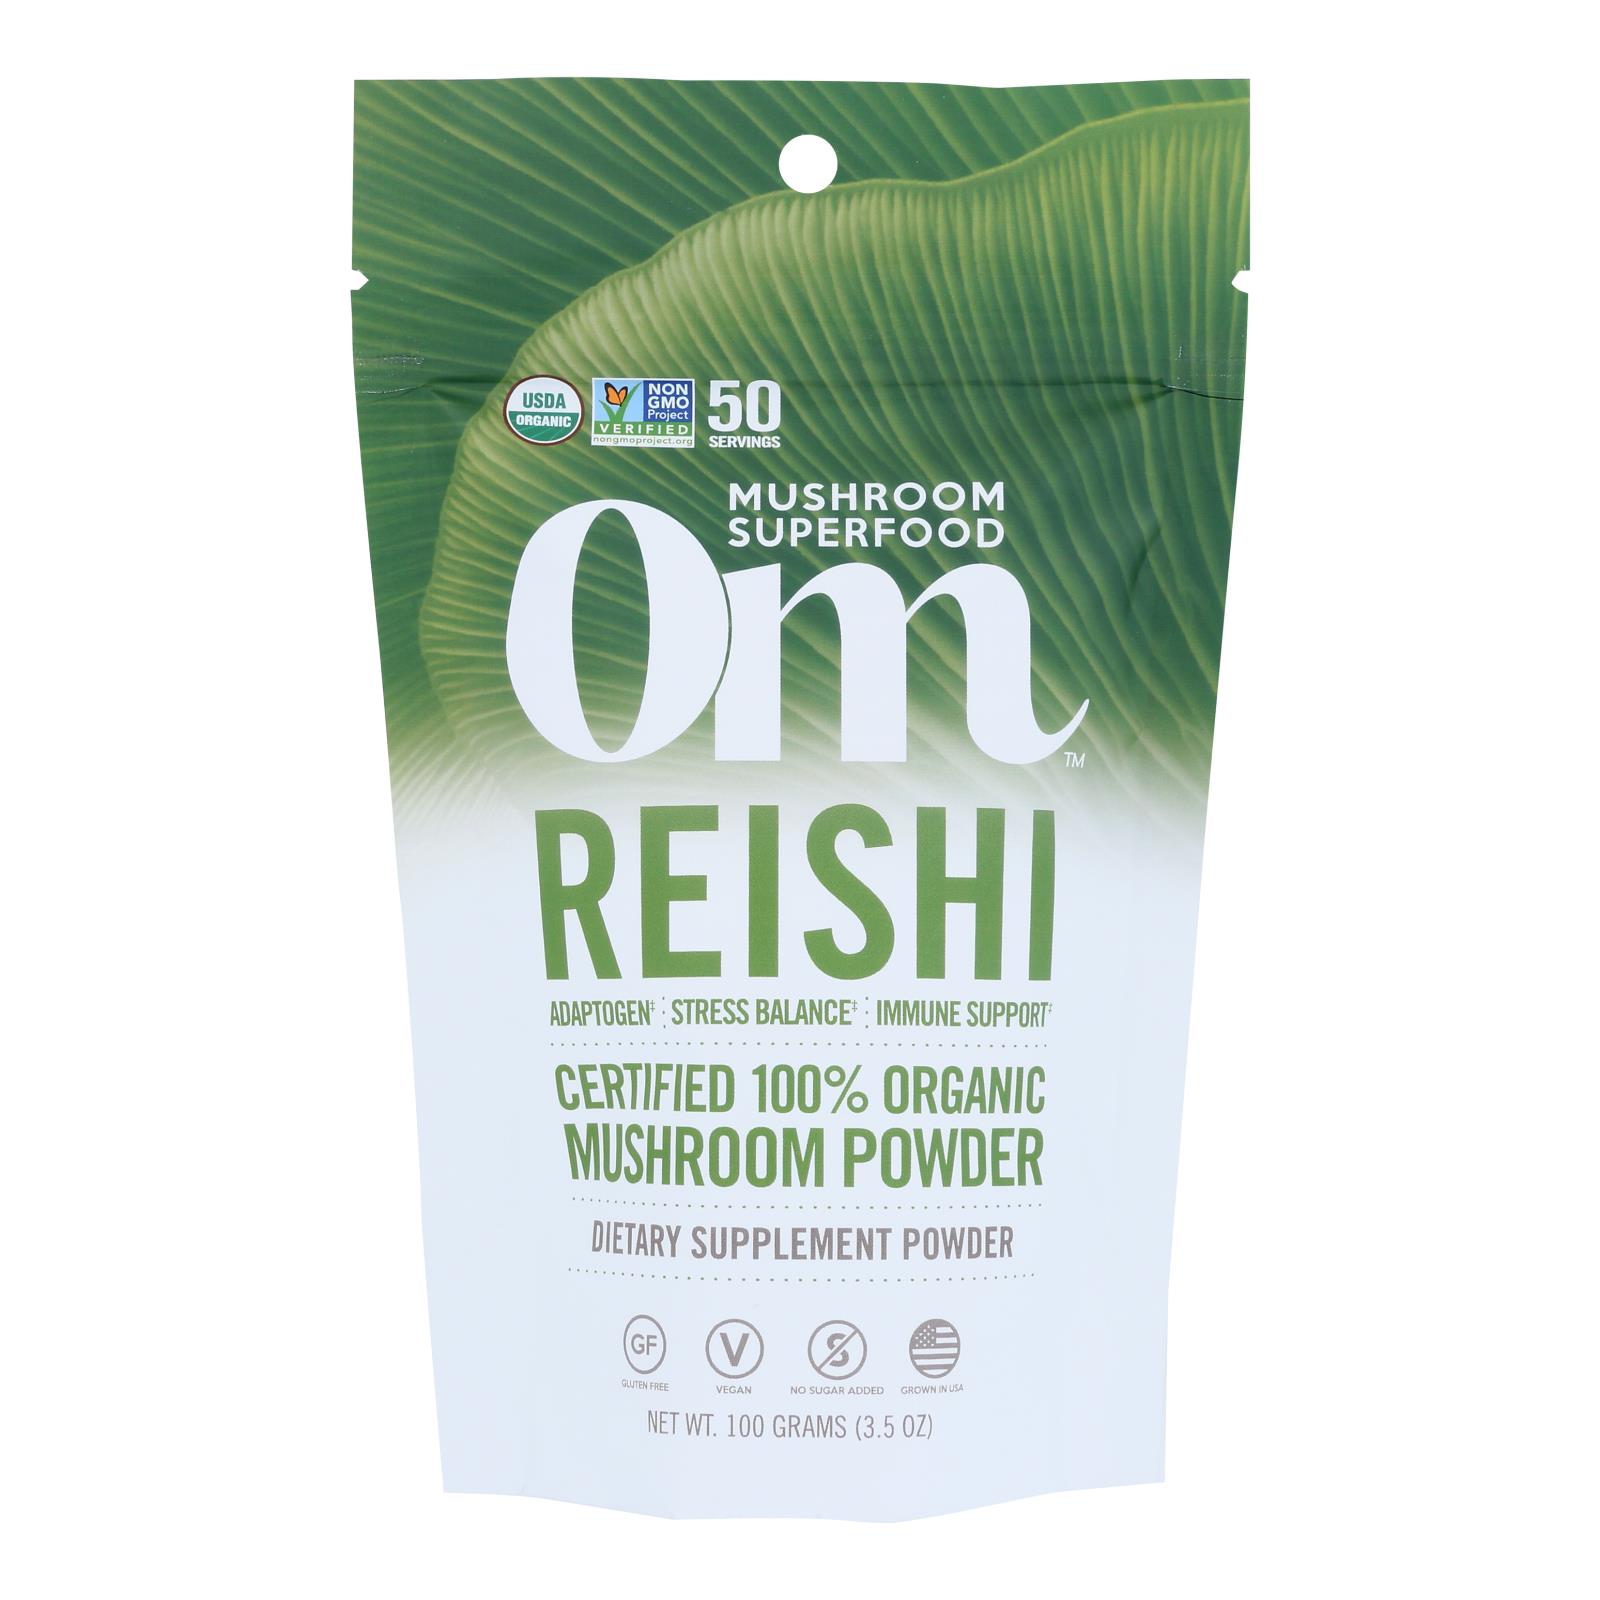 USDA
ORGANIC
NON
GMO
Project
VERIFIED
nongmoproject.org
50
SERVINGS
MUSHROOM
SUPERFOOD
Om™
REISHI
ADAPTOGEN‡ STRESS BALANCE‡ IMMUNE SUPPORT‡
CERTIFIED 100% ORGANIC
MUSHROOM POWDER
DIETARY SUPPLEMENT POWDER
GF V S
GLUTEN FREE VEGAN NO SUGAR ADDED GROWN IN USA
NET WT. 100 GRAMS (3.5 OZ)